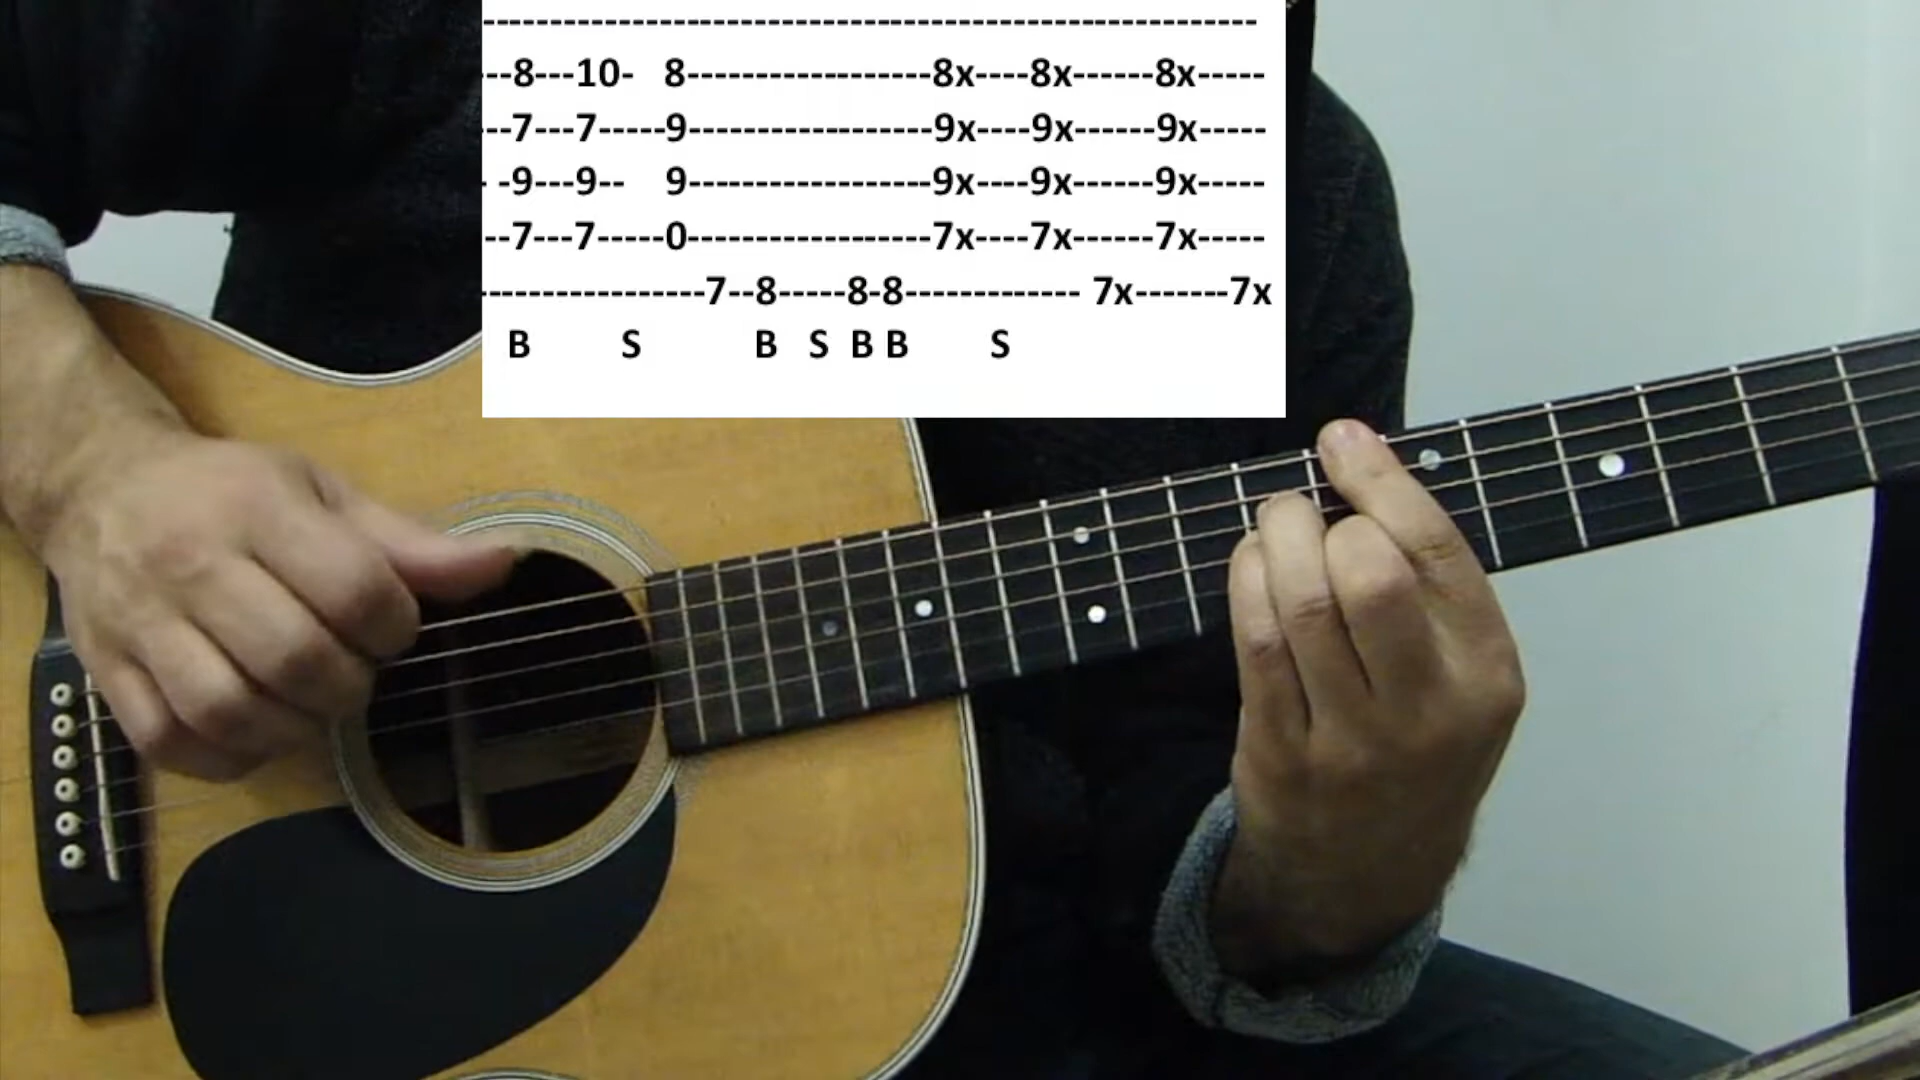 ---------------------------------------------------------
---8---10-   8------------------8x----8x------8x-----
---7---7-----9------------------9x----9x------9x-----
- -9---9--    9------------------9x----9x------9x-----
--7---7-----0------------------7x----7x------7x-----
-----------------7--8-----8-8------------- 7x-------7x
B S B S B B S